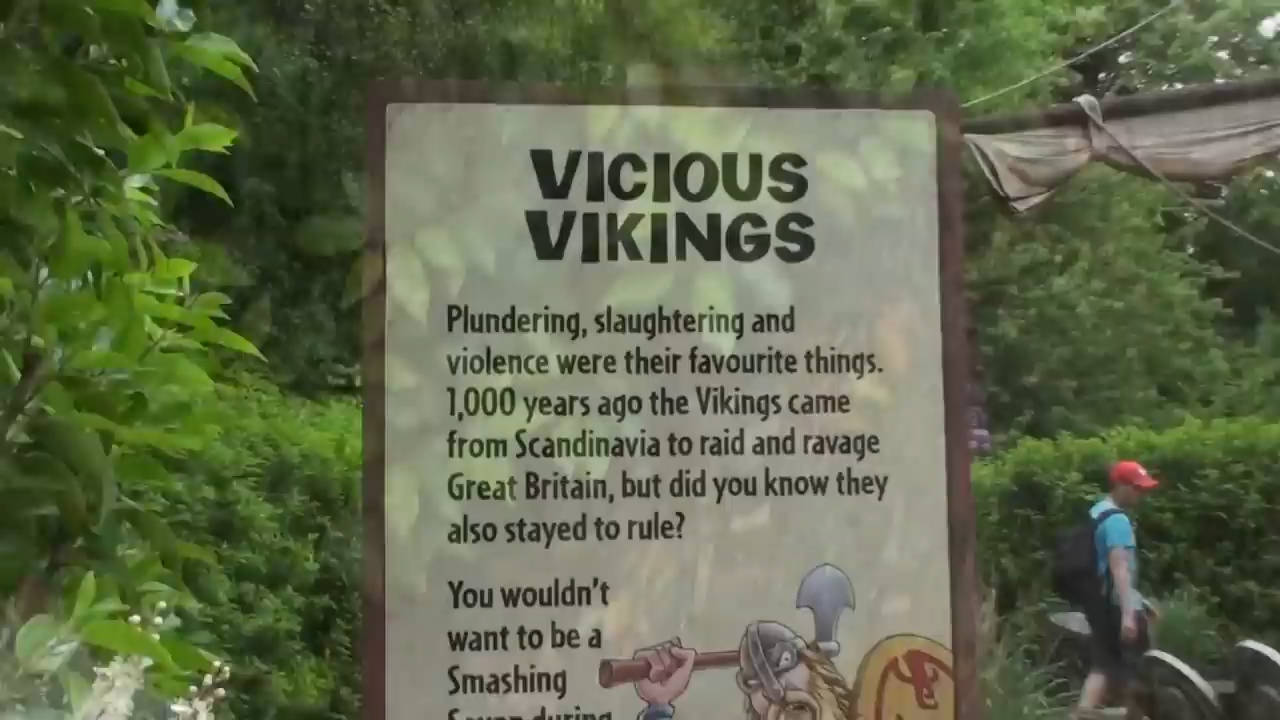 VICIOUS
VIKINGS
Plundering, slaughtering and
violence were their favourite things.
1,000 years ago the Vikings came
from Scandinavia to raid and ravage
Great Britain, but did you know they
also stayed to rule?
You wouldn't
want to be a
Smashing
Saxon during